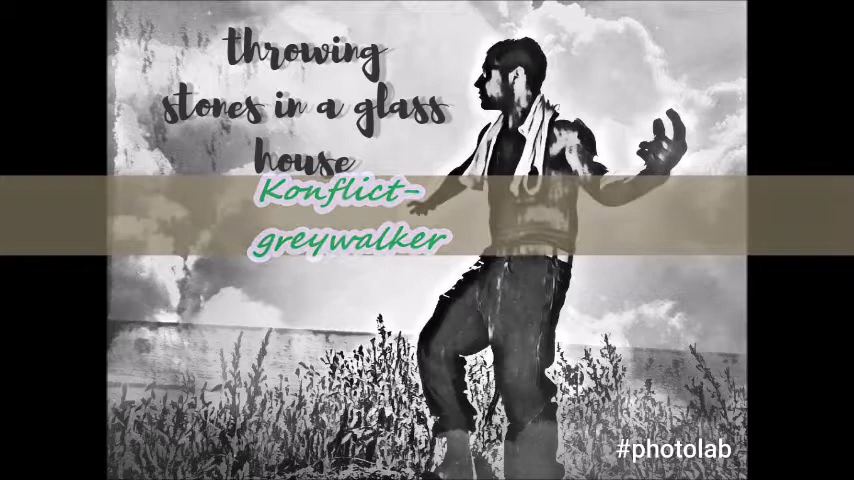 throwing
stones in a glass
house
Konflict-
greywalker
#photolab